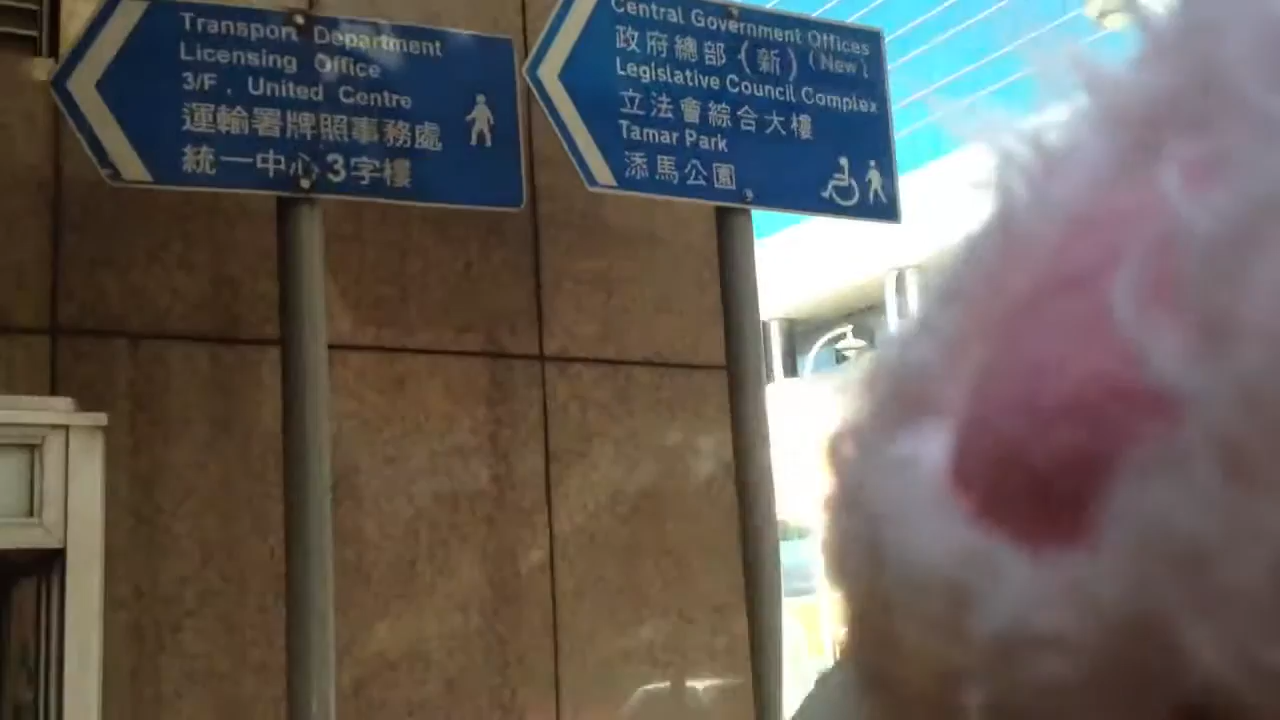 Transport Department
Licensing Office
3/F., United Centre
運輸署牌照事務處
統一中心3字樓
Central Government Offices
政府總部（新）(New)
Legislative Council Complex
立法會綜合大樓
Tamar Park
添馬公園